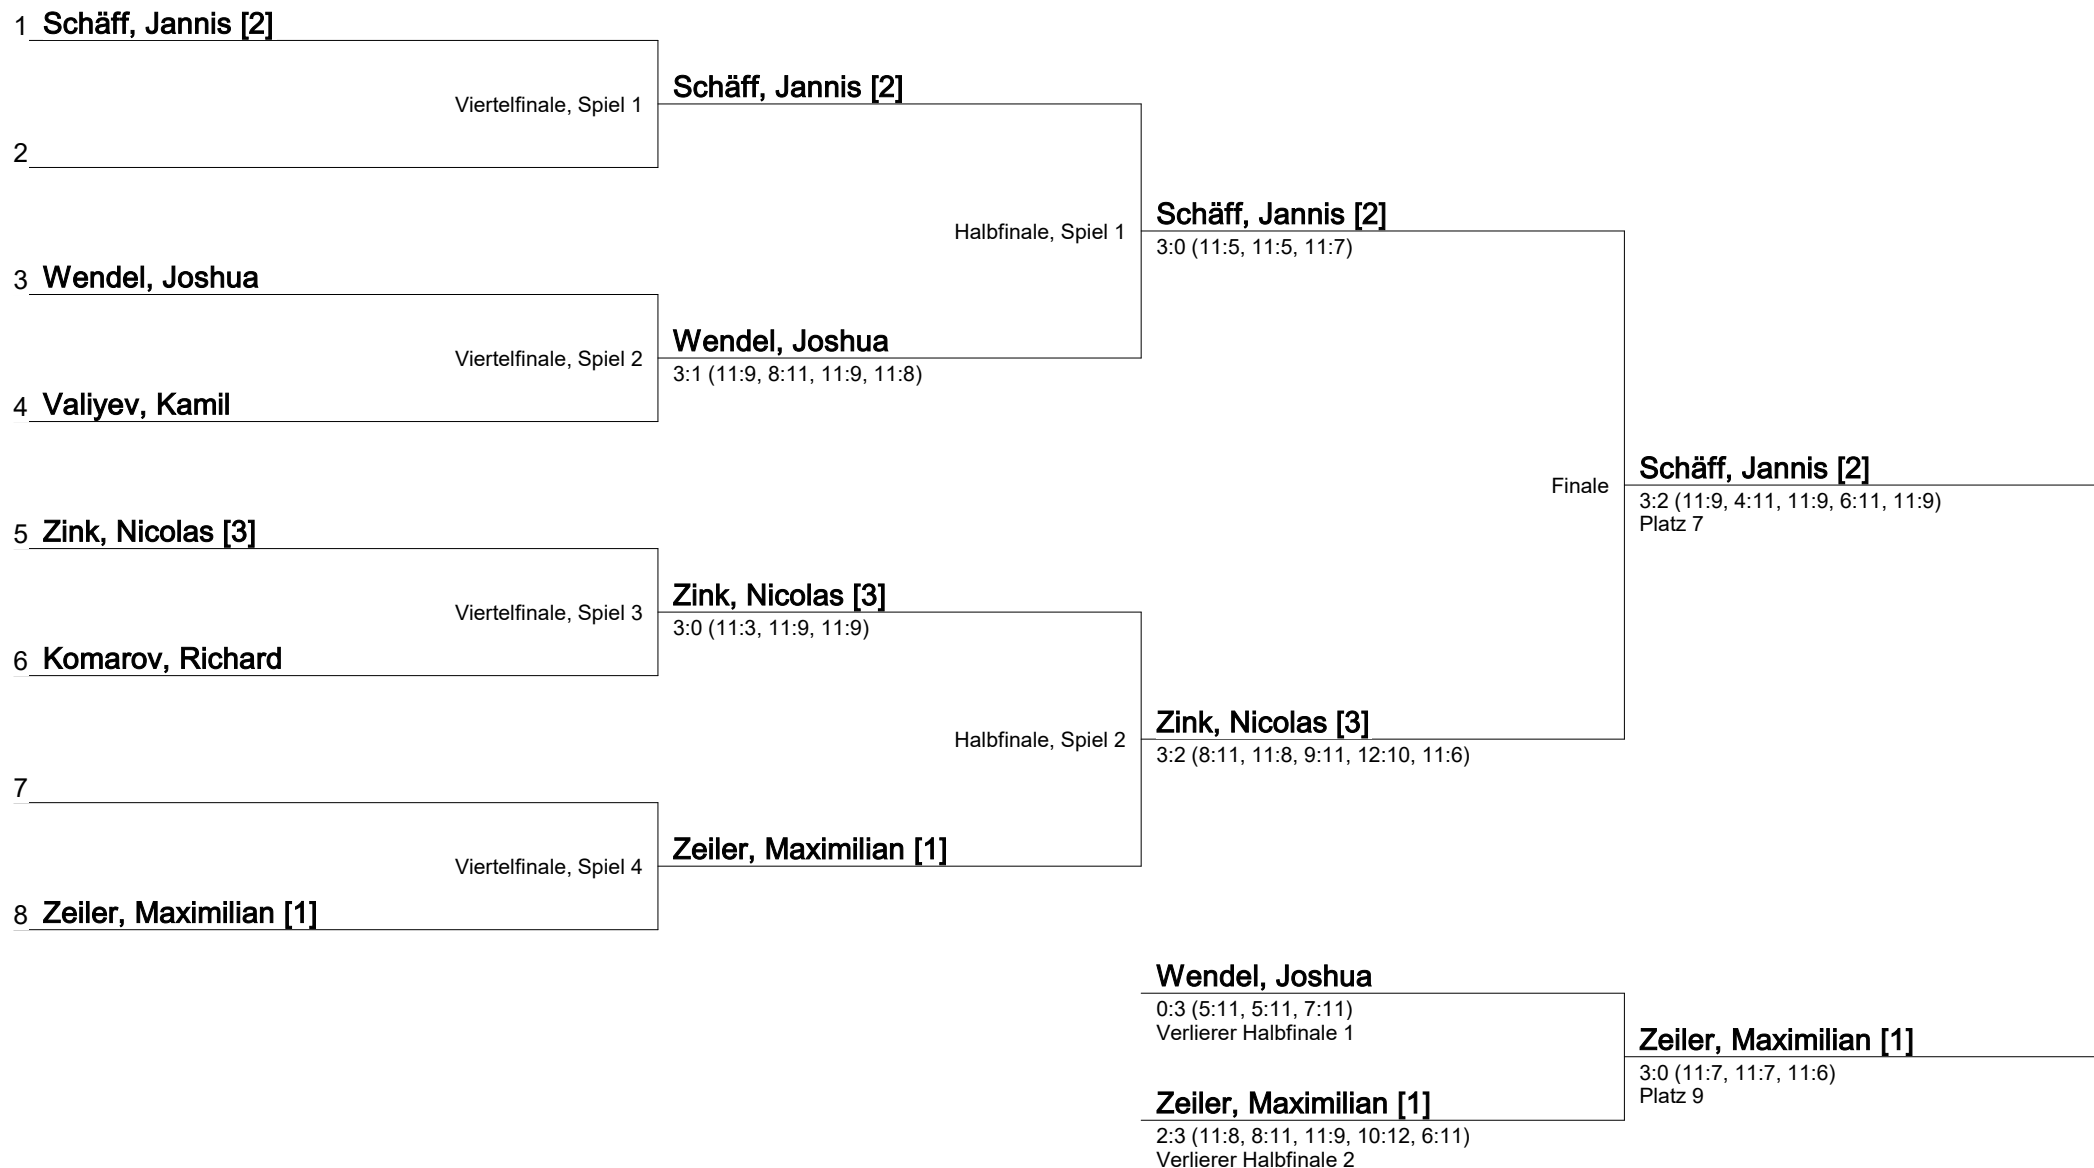 1 Schäff, Jannis [2]
Viertelfinale, Spiel 1
Schäff, Jannis [2]
2
Halbfinale, Spiel 1
Schäff, Jannis [2]
3:0 (11:5, 11:5, 11:7)
3 Wendel, Joshua
Viertelfinale, Spiel 2
Wendel, Joshua
3:1 (11:9, 8:11, 11:9, 11:8)
4 Valiyev, Kamil
Finale
Schäff, Jannis [2]
3:2 (11:9, 4:11, 11:9, 6:11, 11:9)
Platz 7
5 Zink, Nicolas [3]
Viertelfinale, Spiel 3
Zink, Nicolas [3]
3:0 (11:3, 11:9, 11:9)
6 Komarov, Richard
Halbfinale, Spiel 2
Zink, Nicolas [3]
3:2 (8:11, 11:8, 9:11, 12:10, 11:6)
7
Viertelfinale, Spiel 4
Zeiler, Maximilian [1]
8 Zeiler, Maximilian [1]
Wendel, Joshua
0:3 (5:11, 5:11, 7:11)
Verlierer Halbfinale 1
Zeiler, Maximilian [1]
3:0 (11:7, 11:7, 11:6)
Platz 9
Zeiler, Maximilian [1]
2:3 (11:8, 8:11, 11:9, 10:12, 6:11)
Verlierer Halbfinale 2